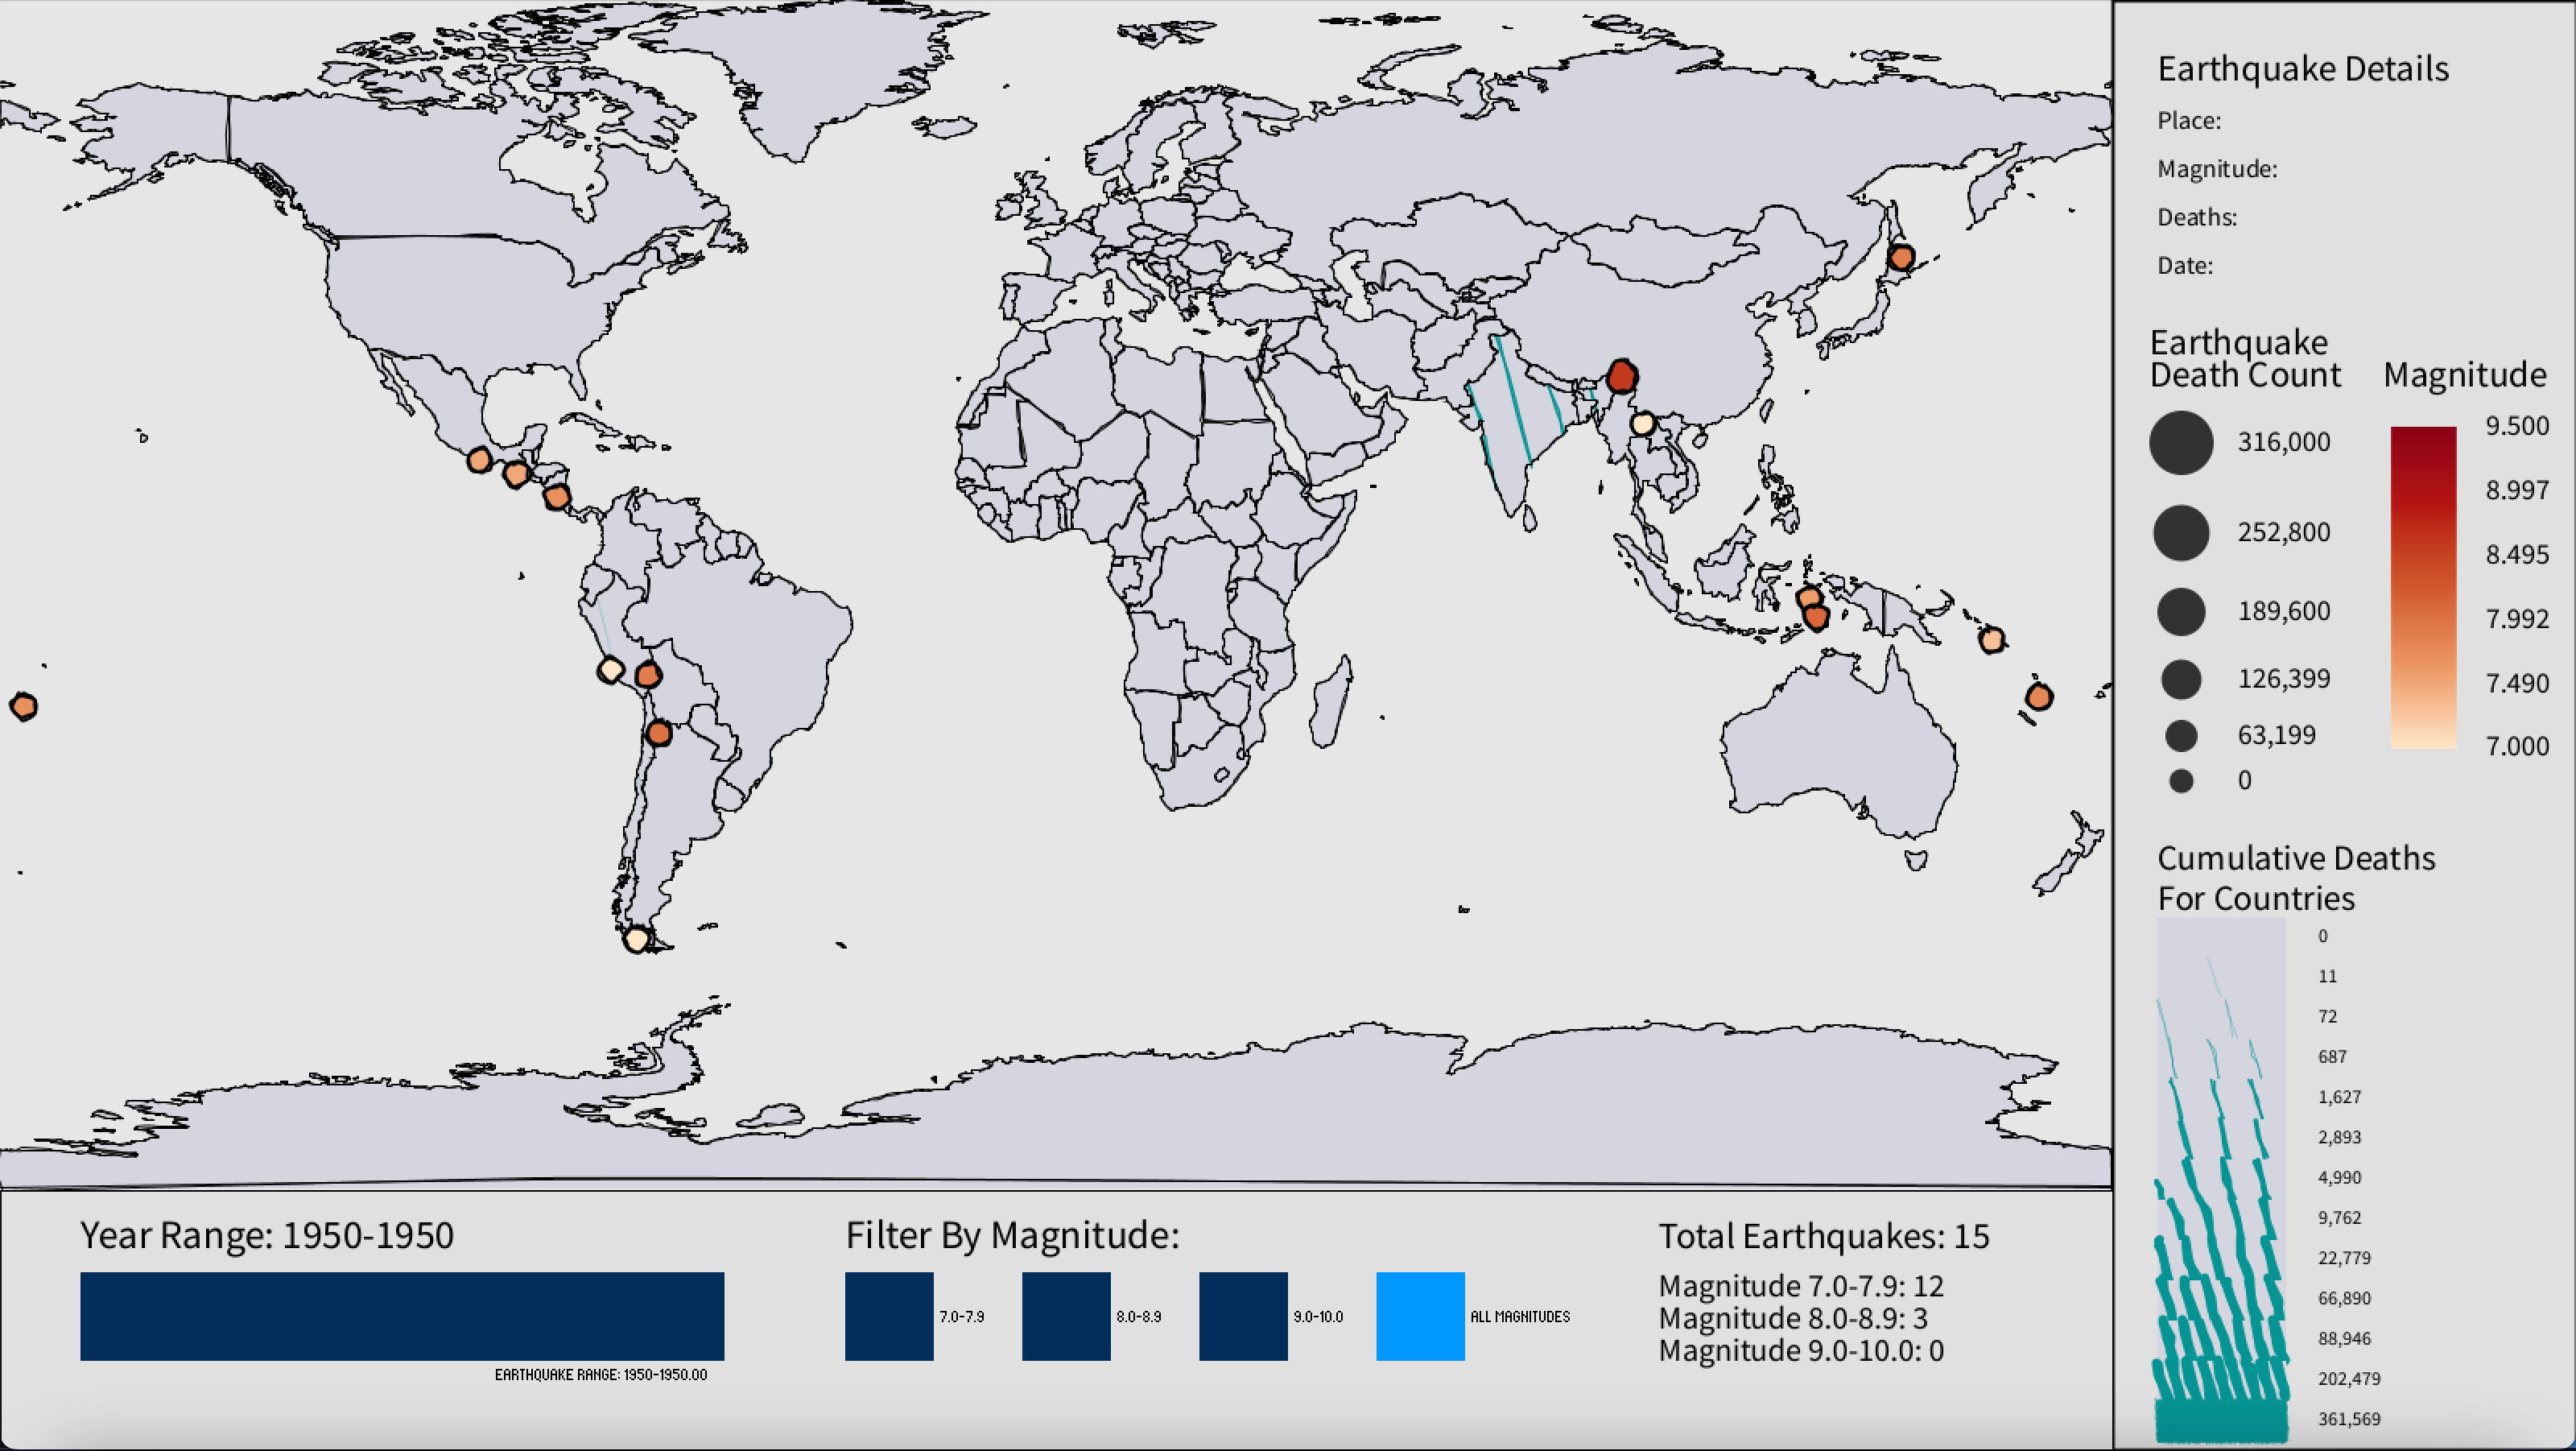 Earthquake Details
Place:
Magnitude:
Deaths:
Date:
Earthquake
Death Count
316,000
252,800
189,600
126,399
63,199
0
Magnitude
9.500
8.997
8.495
7.992
7.490
7.000
Cumulative Deaths
For Countries
0
11
72
687
1,627
2,893
4,990
9,762
22,779
66,890
88,946
202,479
361,569
Year Range: 1950-1950
EARTHQUAKE RANGE: 1950-1950.00
Filter By Magnitude:
7.0-7.9
8.0-8.9
9.0-10.0
ALL MAGNITUDES
Total Earthquakes: 15
Magnitude 7.0-7.9: 12
Magnitude 8.0-8.9: 3
Magnitude 9.0-10.0: 0